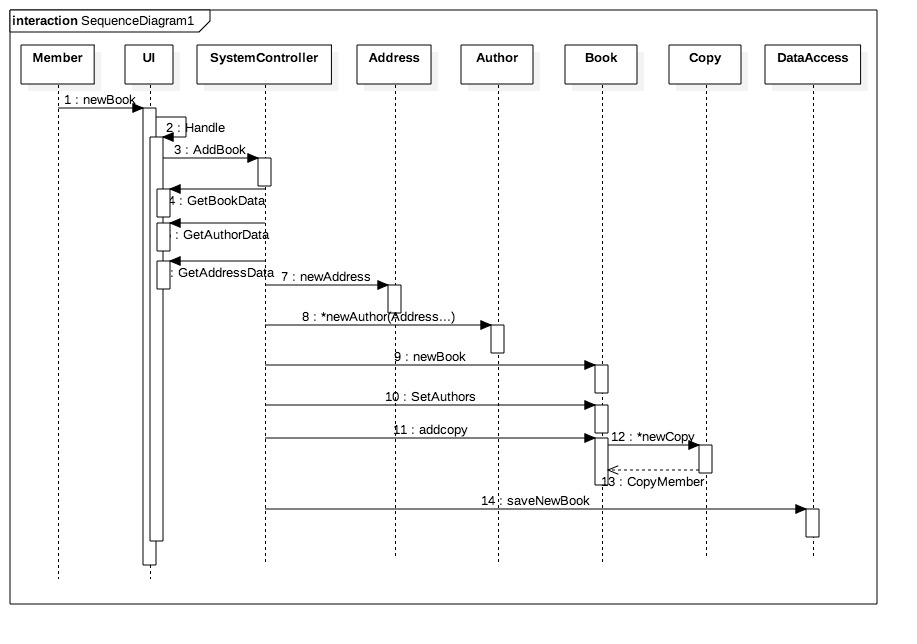 interaction SequenceDiagram1
Member UI SystemController Address Author Book Copy DataAccess
1 : newBook
2 : Handle
3 : AddBook
4 : GetBookData
: GetAuthorData
: GetAddressData
7 : newAddress
8 : *newAuthor(Address...)
9 : newBook
10 : SetAuthors
11 : addcopy
12 : *newCopy
13 : CopyMember
14 : saveNewBook